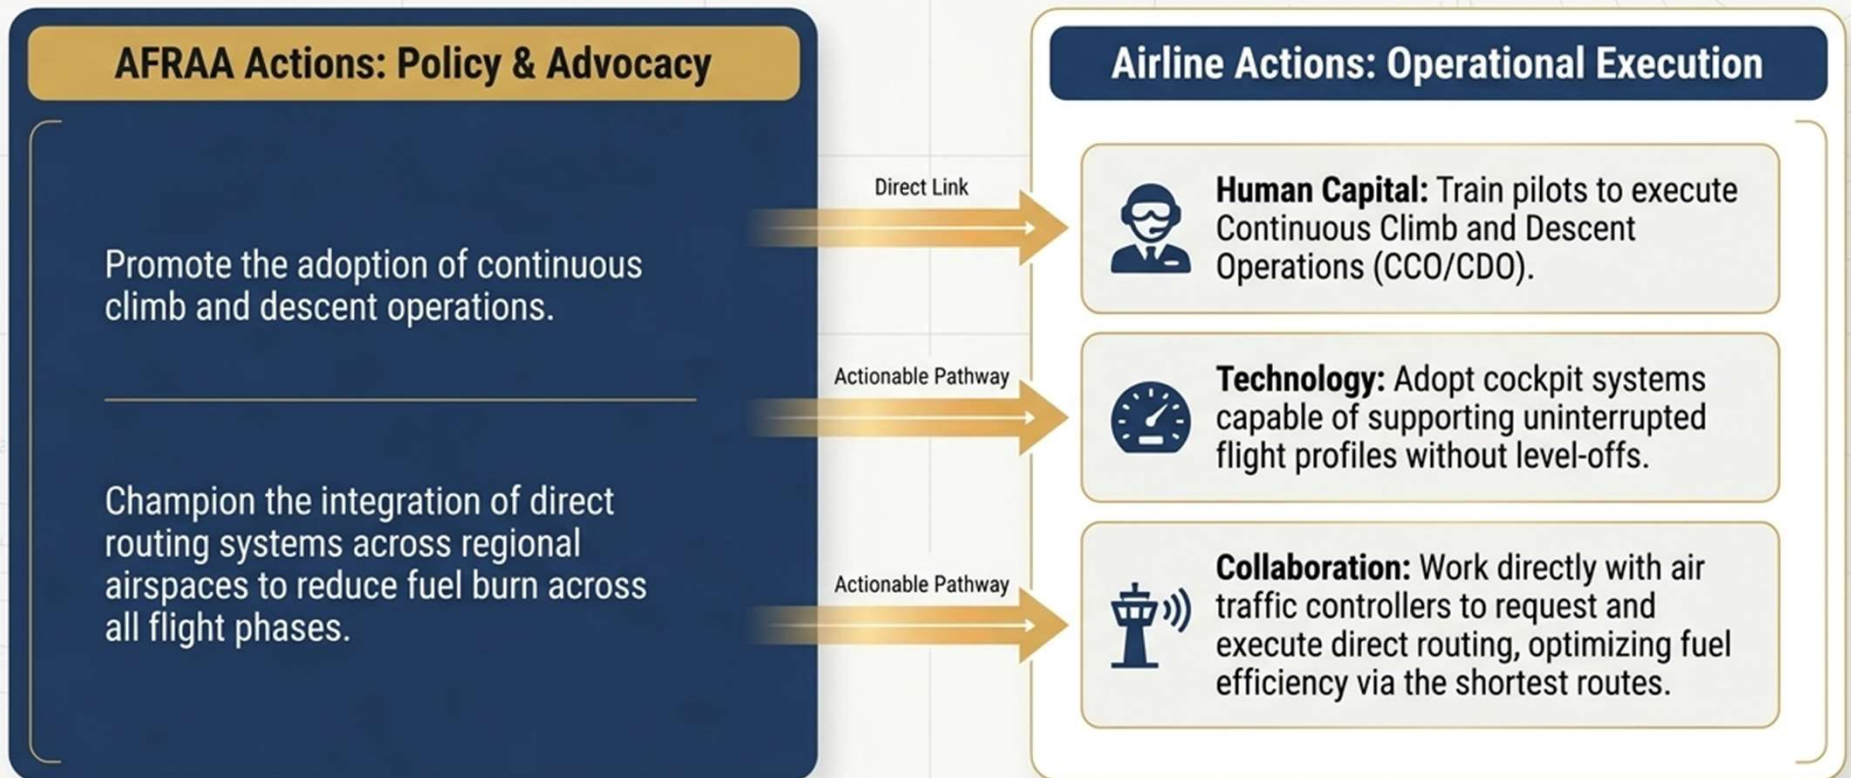 AFRAA Actions: Policy & Advocacy
Promote the adoption of continuous
climb and descent operations.
Champion the integration of direct
routing systems across regional
airspaces to reduce fuel burn across
all flight phases.
Direct Link
Actionable Pathway
Actionable Pathway
Airline Actions: Operational Execution
Human Capital: Train pilots to execute
Continuous Climb and Descent
Operations (CCO/CDO).
Technology: Adopt cockpit systems
capable of supporting uninterrupted
flight profiles without level-offs.
Collaboration: Work directly with air
traffic controllers to request and
execute direct routing, optimizing fuel
efficiency via the shortest routes.